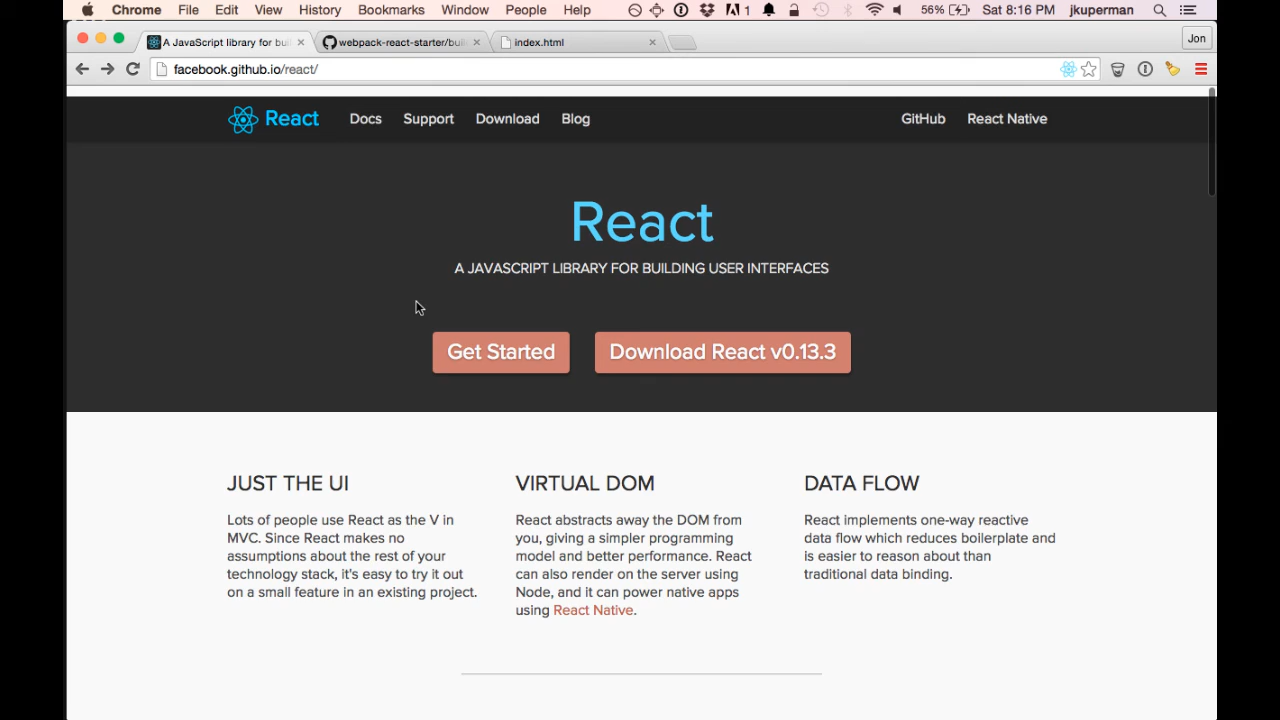 Chrome File Edit View History Bookmarks Window People Help 1 56% Sat 8:16 PM jkuperman
A JavaScript library for bui webpack-react-starter/bui index.html Jon
facebook.github.io/react/
React Docs Support Download Blog GitHub React Native
React
A JAVASCRIPT LIBRARY FOR BUILDING USER INTERFACES
Get Started Download React v0.13.3
JUST THE UI
Lots of people use React as the V in
MVC. Since React makes no
assumptions about the rest of your
technology stack, it's easy to try it out
on a small feature in an existing project.
VIRTUAL DOM
React abstracts away the DOM from
you, giving a simpler programming
model and better performance. React
can also render on the server using
Node, and it can power native apps
using React Native.
DATA FLOW
React implements one-way reactive
data flow which reduces boilerplate and
is easier to reason about than
traditional data binding.